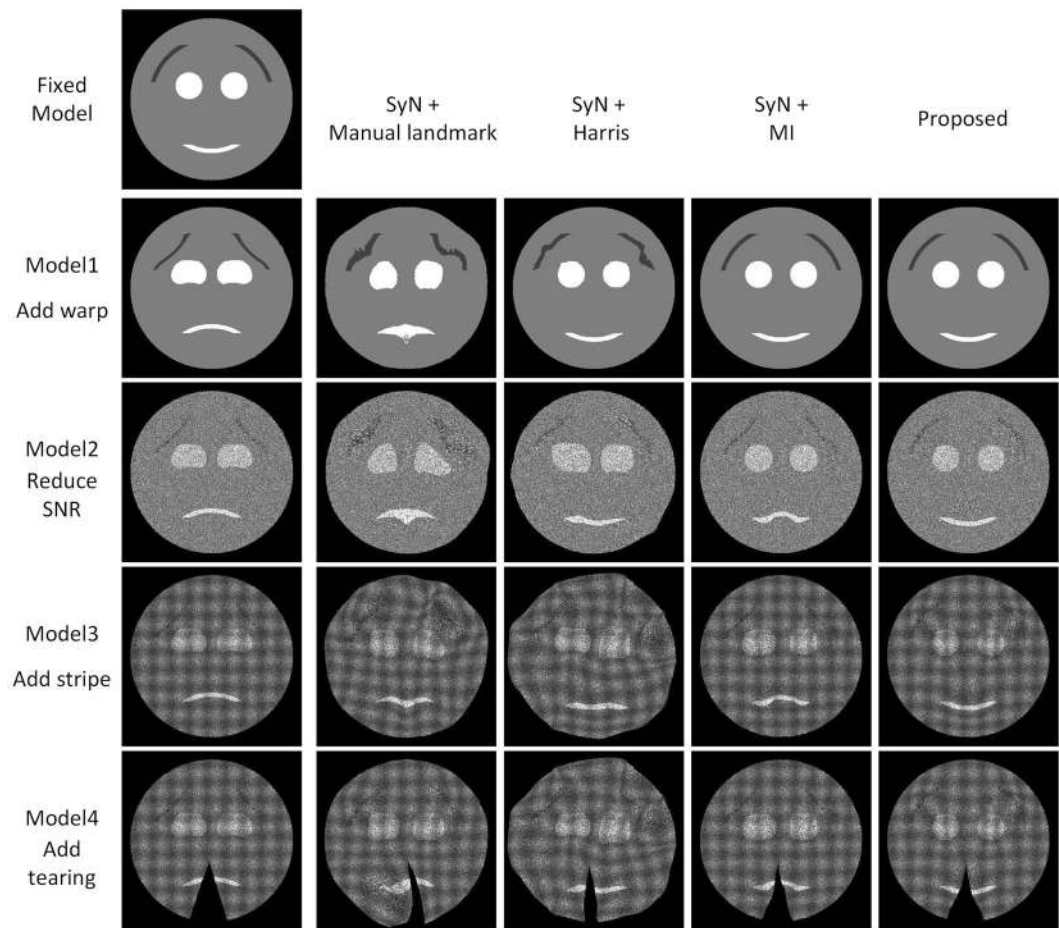 Fixed
Model
SyN +
Manual landmark
SyN +
Harris
SyN +
MI
Proposed
Model1
Add warp
Model2
Reduce
SNR
Model3
Add stripe
Model4
Add
tearing